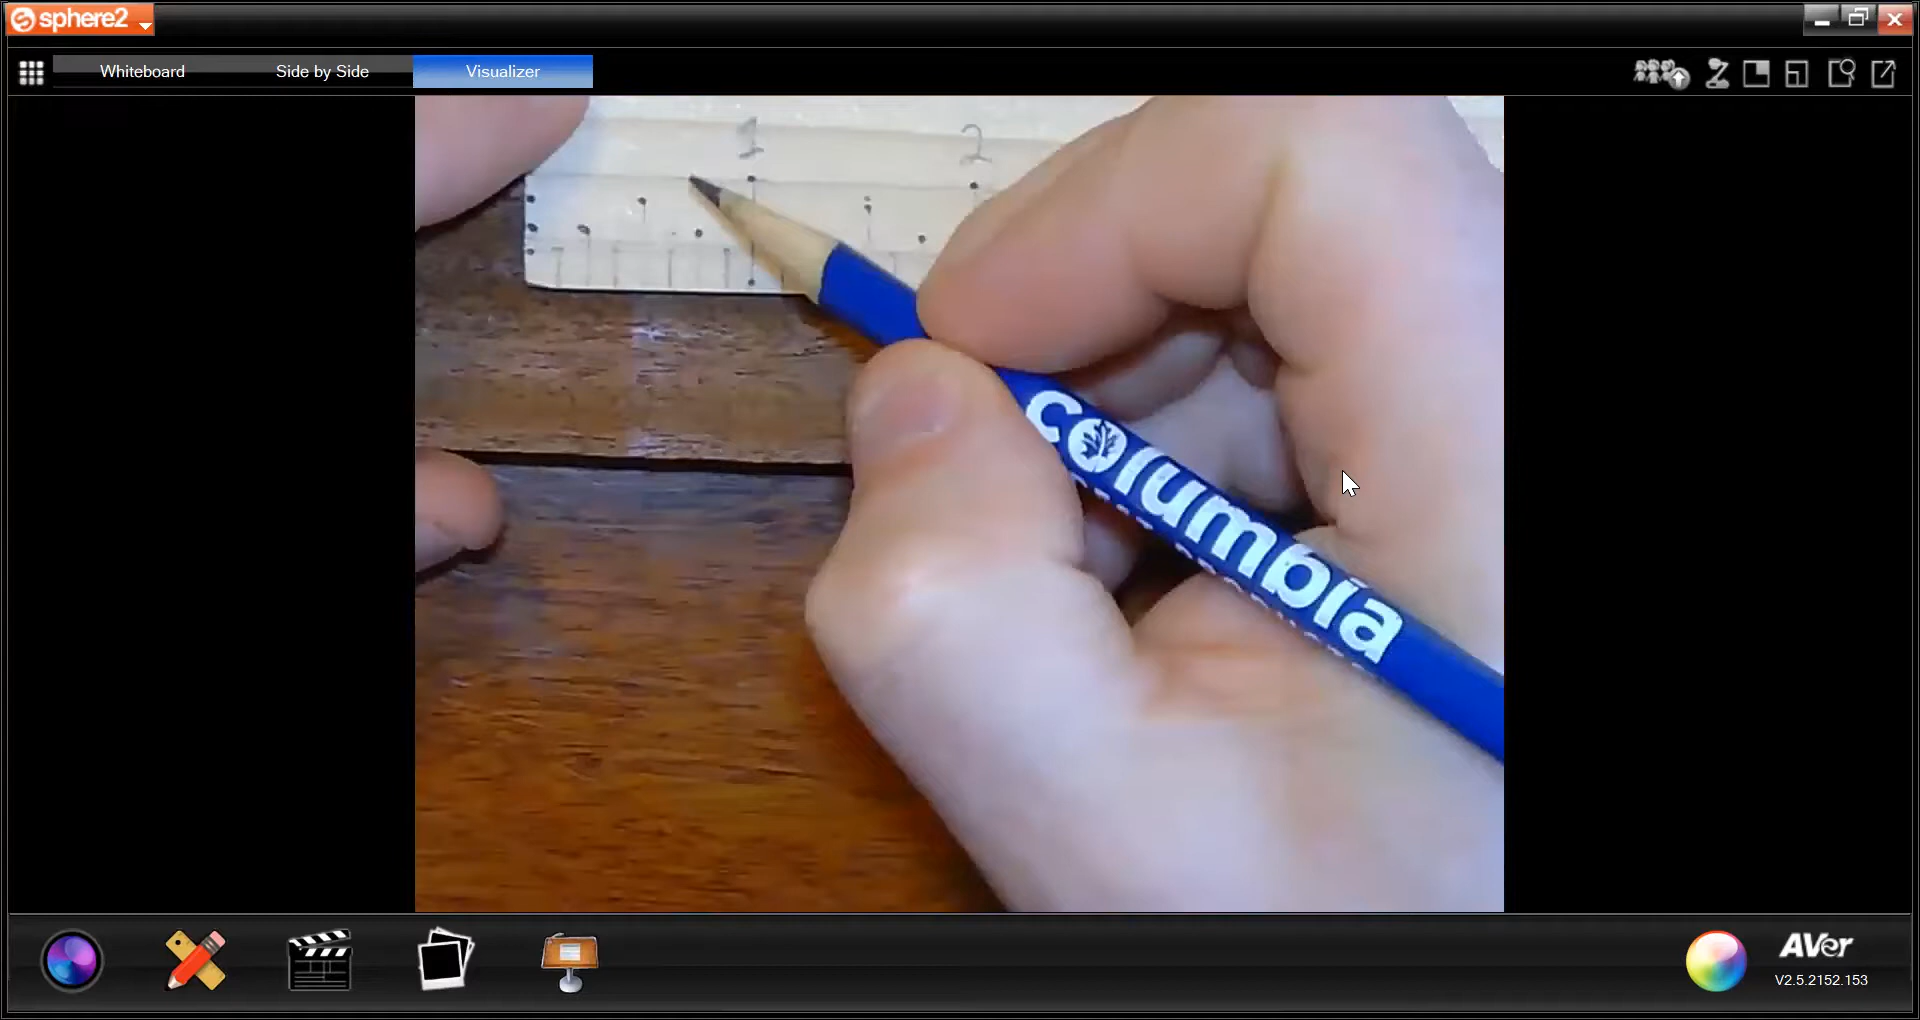 sphere2
Whiteboard
Side by Side
Visualizer
1
2
columbia
AVer
V2.5.2152.153